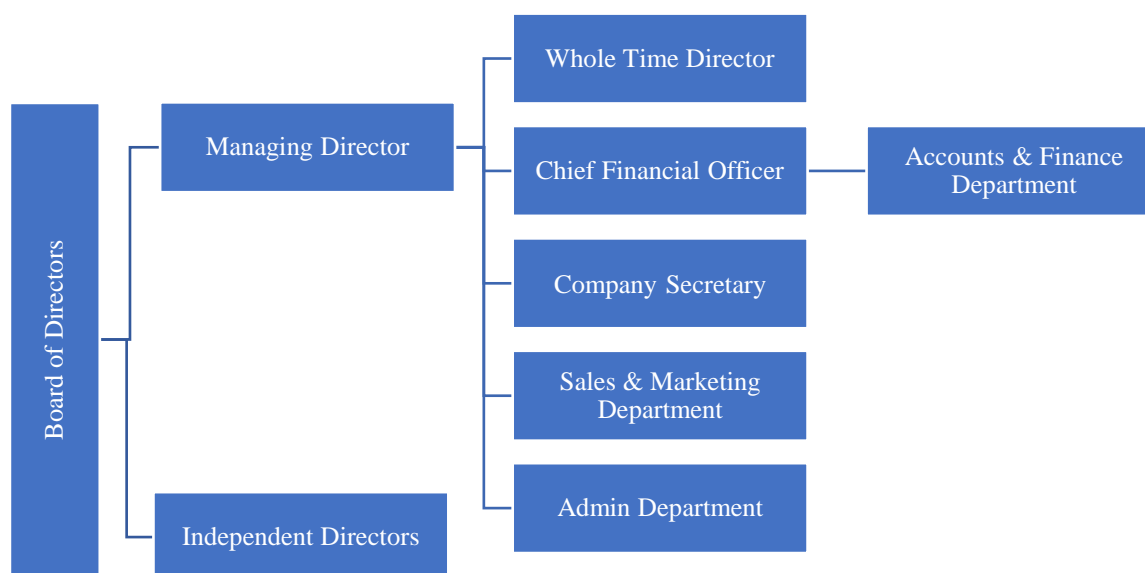 Board of Directors
Managing Director
Independent Directors
Whole Time Director
Chief Financial Officer
Company Secretary
Sales & Marketing
Department
Admin Department
Accounts & Finance
Department